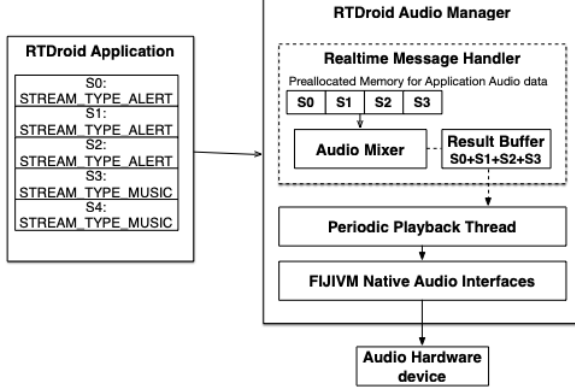 RTDroid Application
S0:
STREAM_TYPE_ALERT
S1:
STREAM_TYPE_ALERT
S2:
STREAM_TYPE_ALERT
S3:
STREAM_TYPE_MUSIC
S4:
STREAM_TYPE_MUSIC
RTDroid Audio Manager
Realtime Message Handler
Preallocated Memory for Application Audio data
S0 S1 S2 S3
Audio Mixer
Result Buffer
S0+S1+S2+S3
Periodic Playback Thread
FIJIVM Native Audio Interfaces
Audio Hardware
device